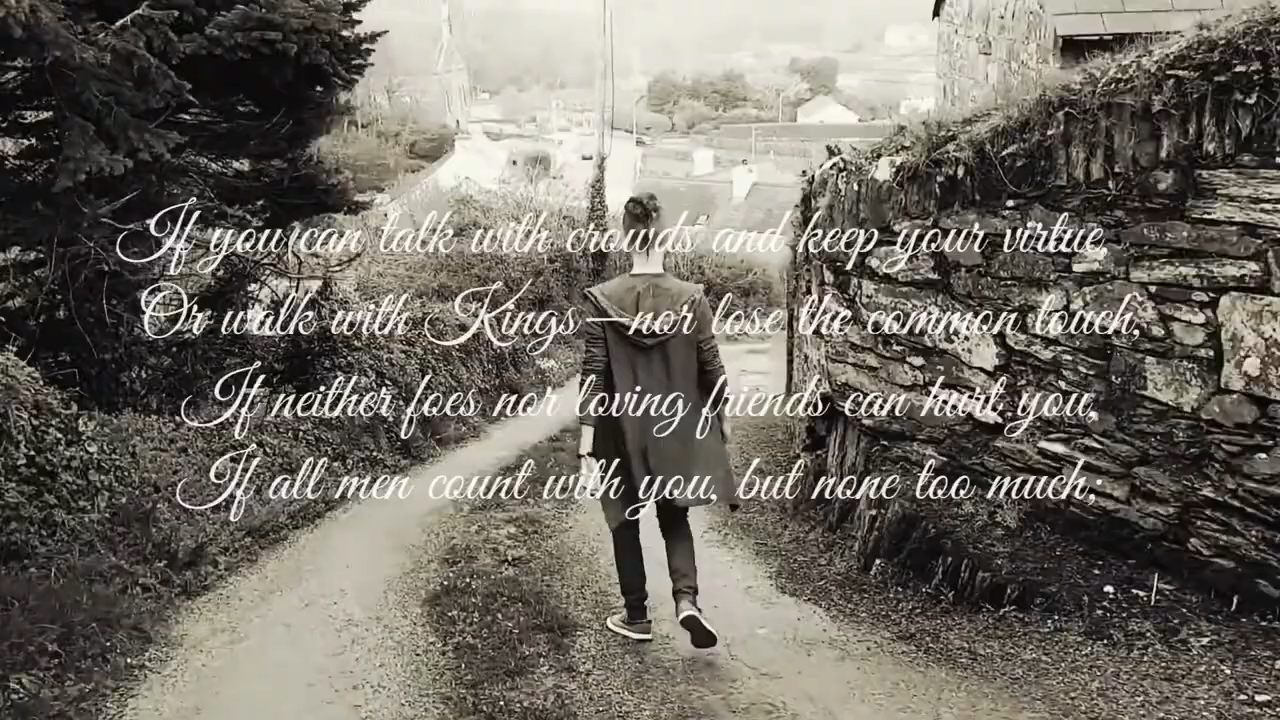 If you can talk with crowds and keep your virtue,
Or walk with Kings—nor lose the common touch,
If neither foes nor loving friends can hurt you,
If all men count with you, but none too much;